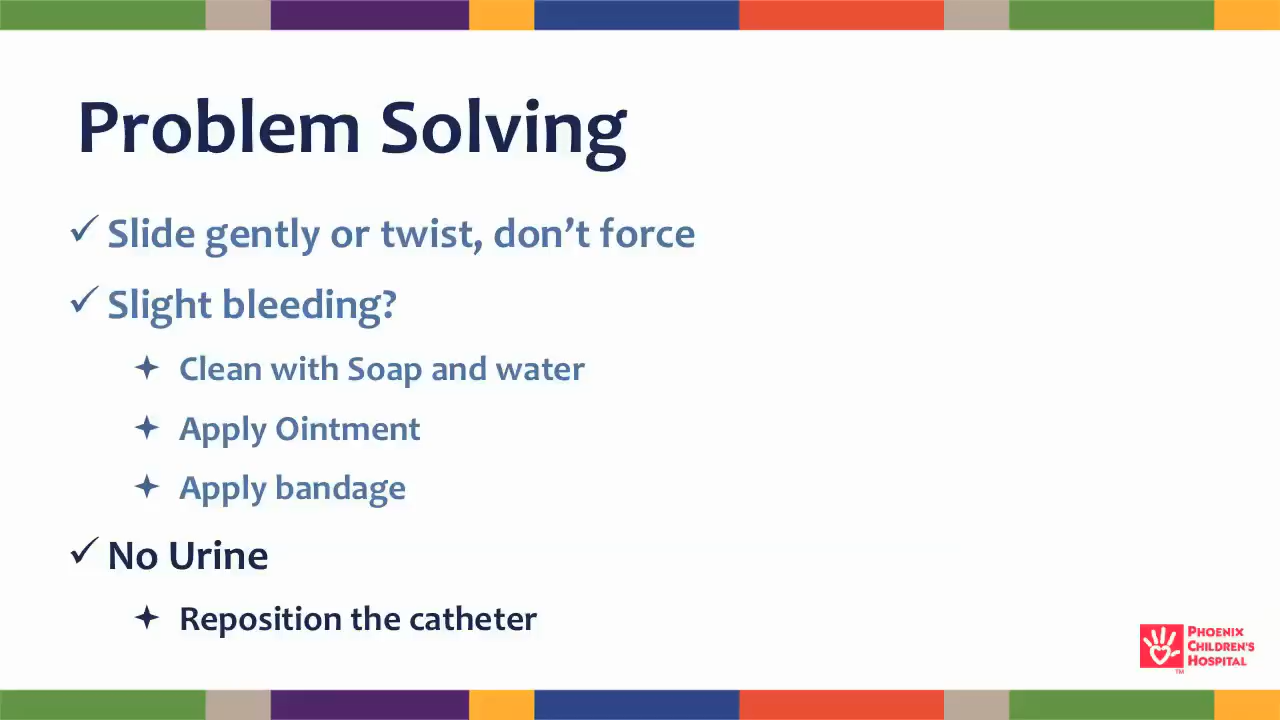 Problem Solving
✓ Slide gently or twist, don’t force
✓ Slight bleeding?
✦ Clean with Soap and water
✦ Apply Ointment
✦ Apply bandage
✓ No Urine
✦ Reposition the catheter
PHOENIX
CHILDREN'S
HOSPITAL
TM